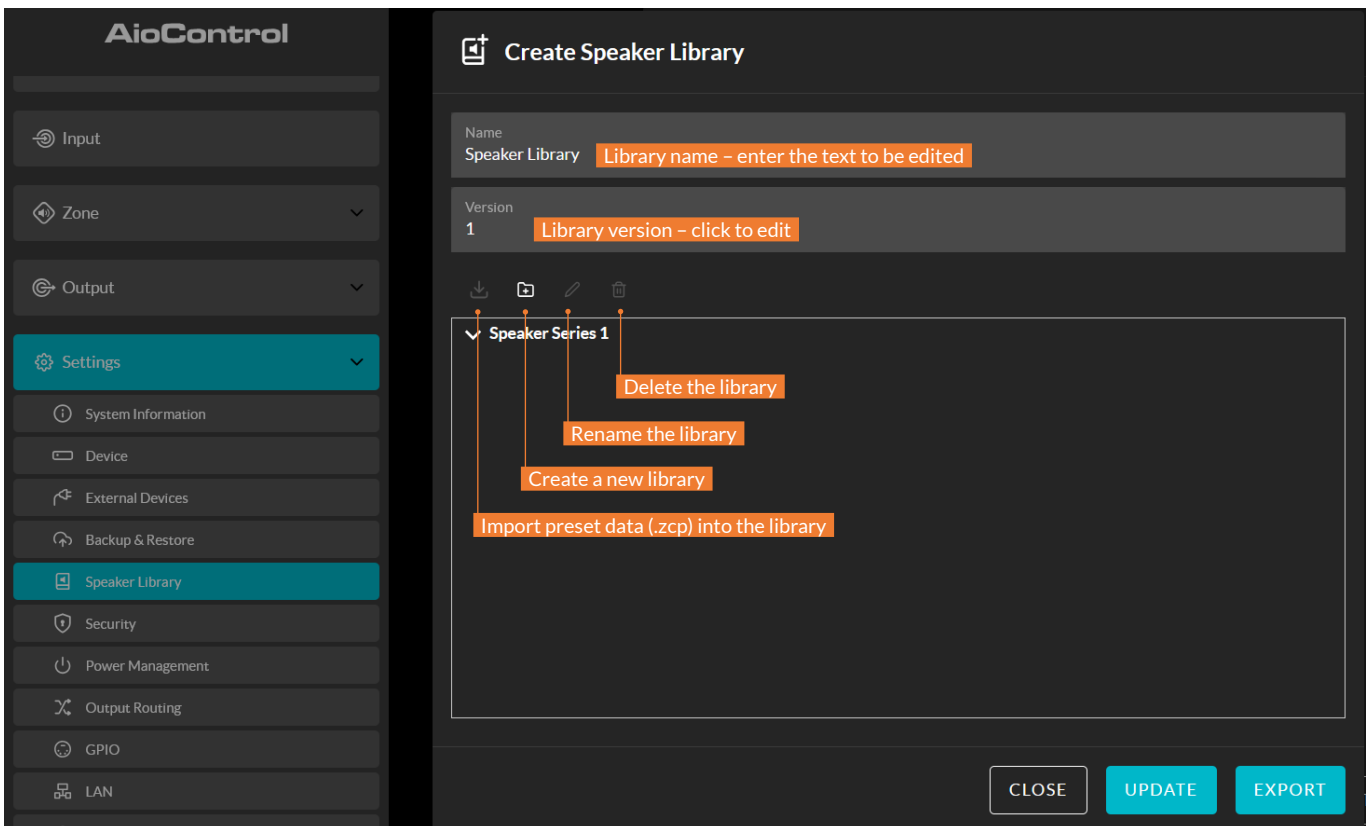 AioControl
Input
Zone
Output
Settings
System Information
Device
External Devices
Backup & Restore
Speaker Library
Security
Power Management
Output Routing
GPIO
LAN
Create Speaker Library
Name
Speaker Library
Library name – enter the text to be edited
Version
1
Library version – click to edit
Speaker Series 1
Delete the library
Rename the library
Create a new library
Import preset data (.zcp) into the library
CLOSE
UPDATE
EXPORT